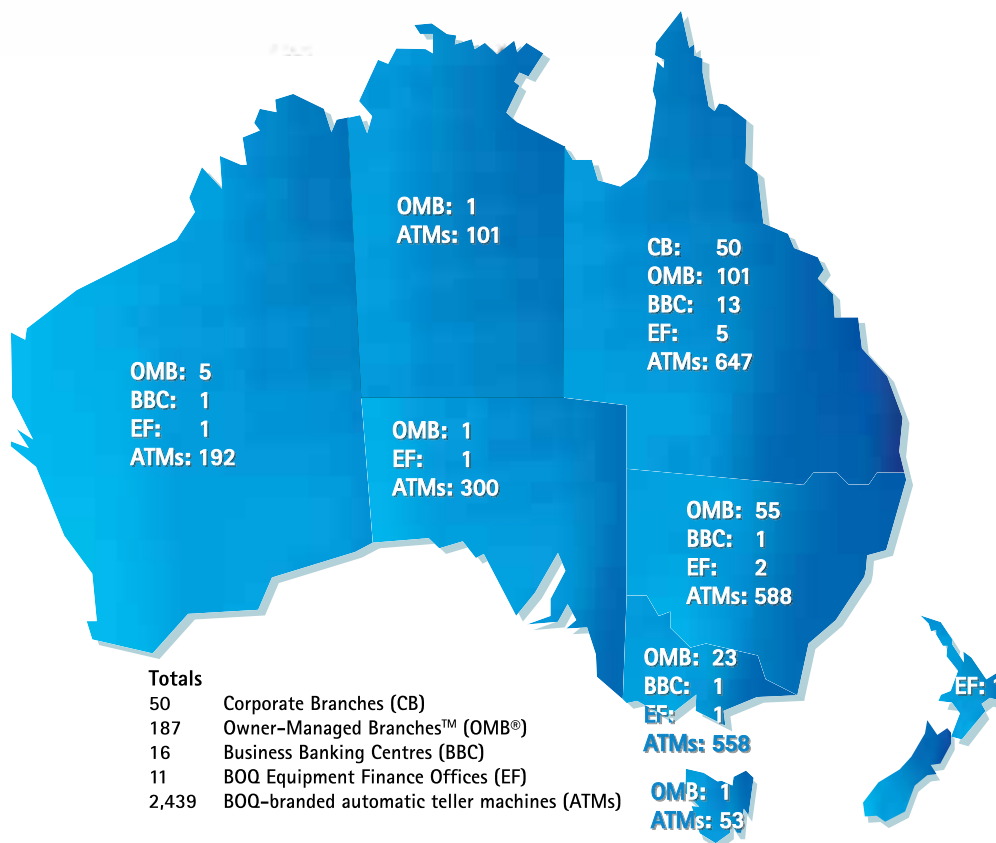 OMB: 1
ATMs: 101
CB: 50
OMB: 101
BBC: 13
EF: 5
ATMs: 647
OMB: 5
BBC: 1
EF: 1
ATMs: 192
OMB: 1
EF: 1
ATMs: 300
OMB: 55
BBC: 1
EF: 2
ATMs: 588
OMB: 23
BBC: 1
EF: 1
ATMs: 558
EF: 1
OMB: 1
ATMs: 53
Totals
50 Corporate Branches (CB)
187 Owner-Managed Branches™ (OMB®)
16 Business Banking Centres (BBC)
11 BOQ Equipment Finance Offices (EF)
2,439 BOQ-branded automatic teller machines (ATMs)